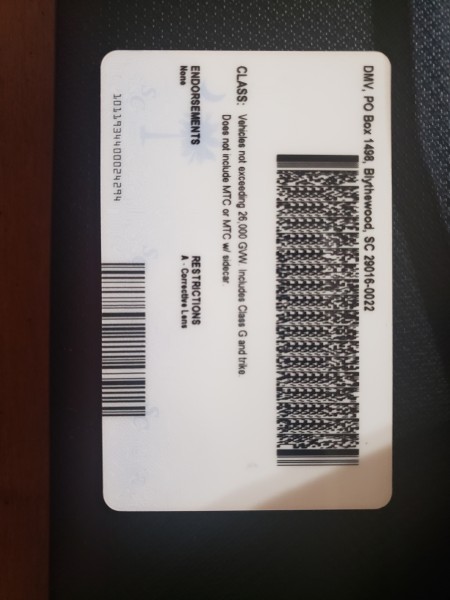 DMV, PO Box 1498, Blythewood, SC 29016-0022
CLASS: Vehicles not exceeding 26,000 GVW. Includes Class G and trike.
Does not include MTC or MTC w/ sidecar.
ENDORSEMENTS
None
RESTRICTIONS
A - Corrective Lens
1011934400024294